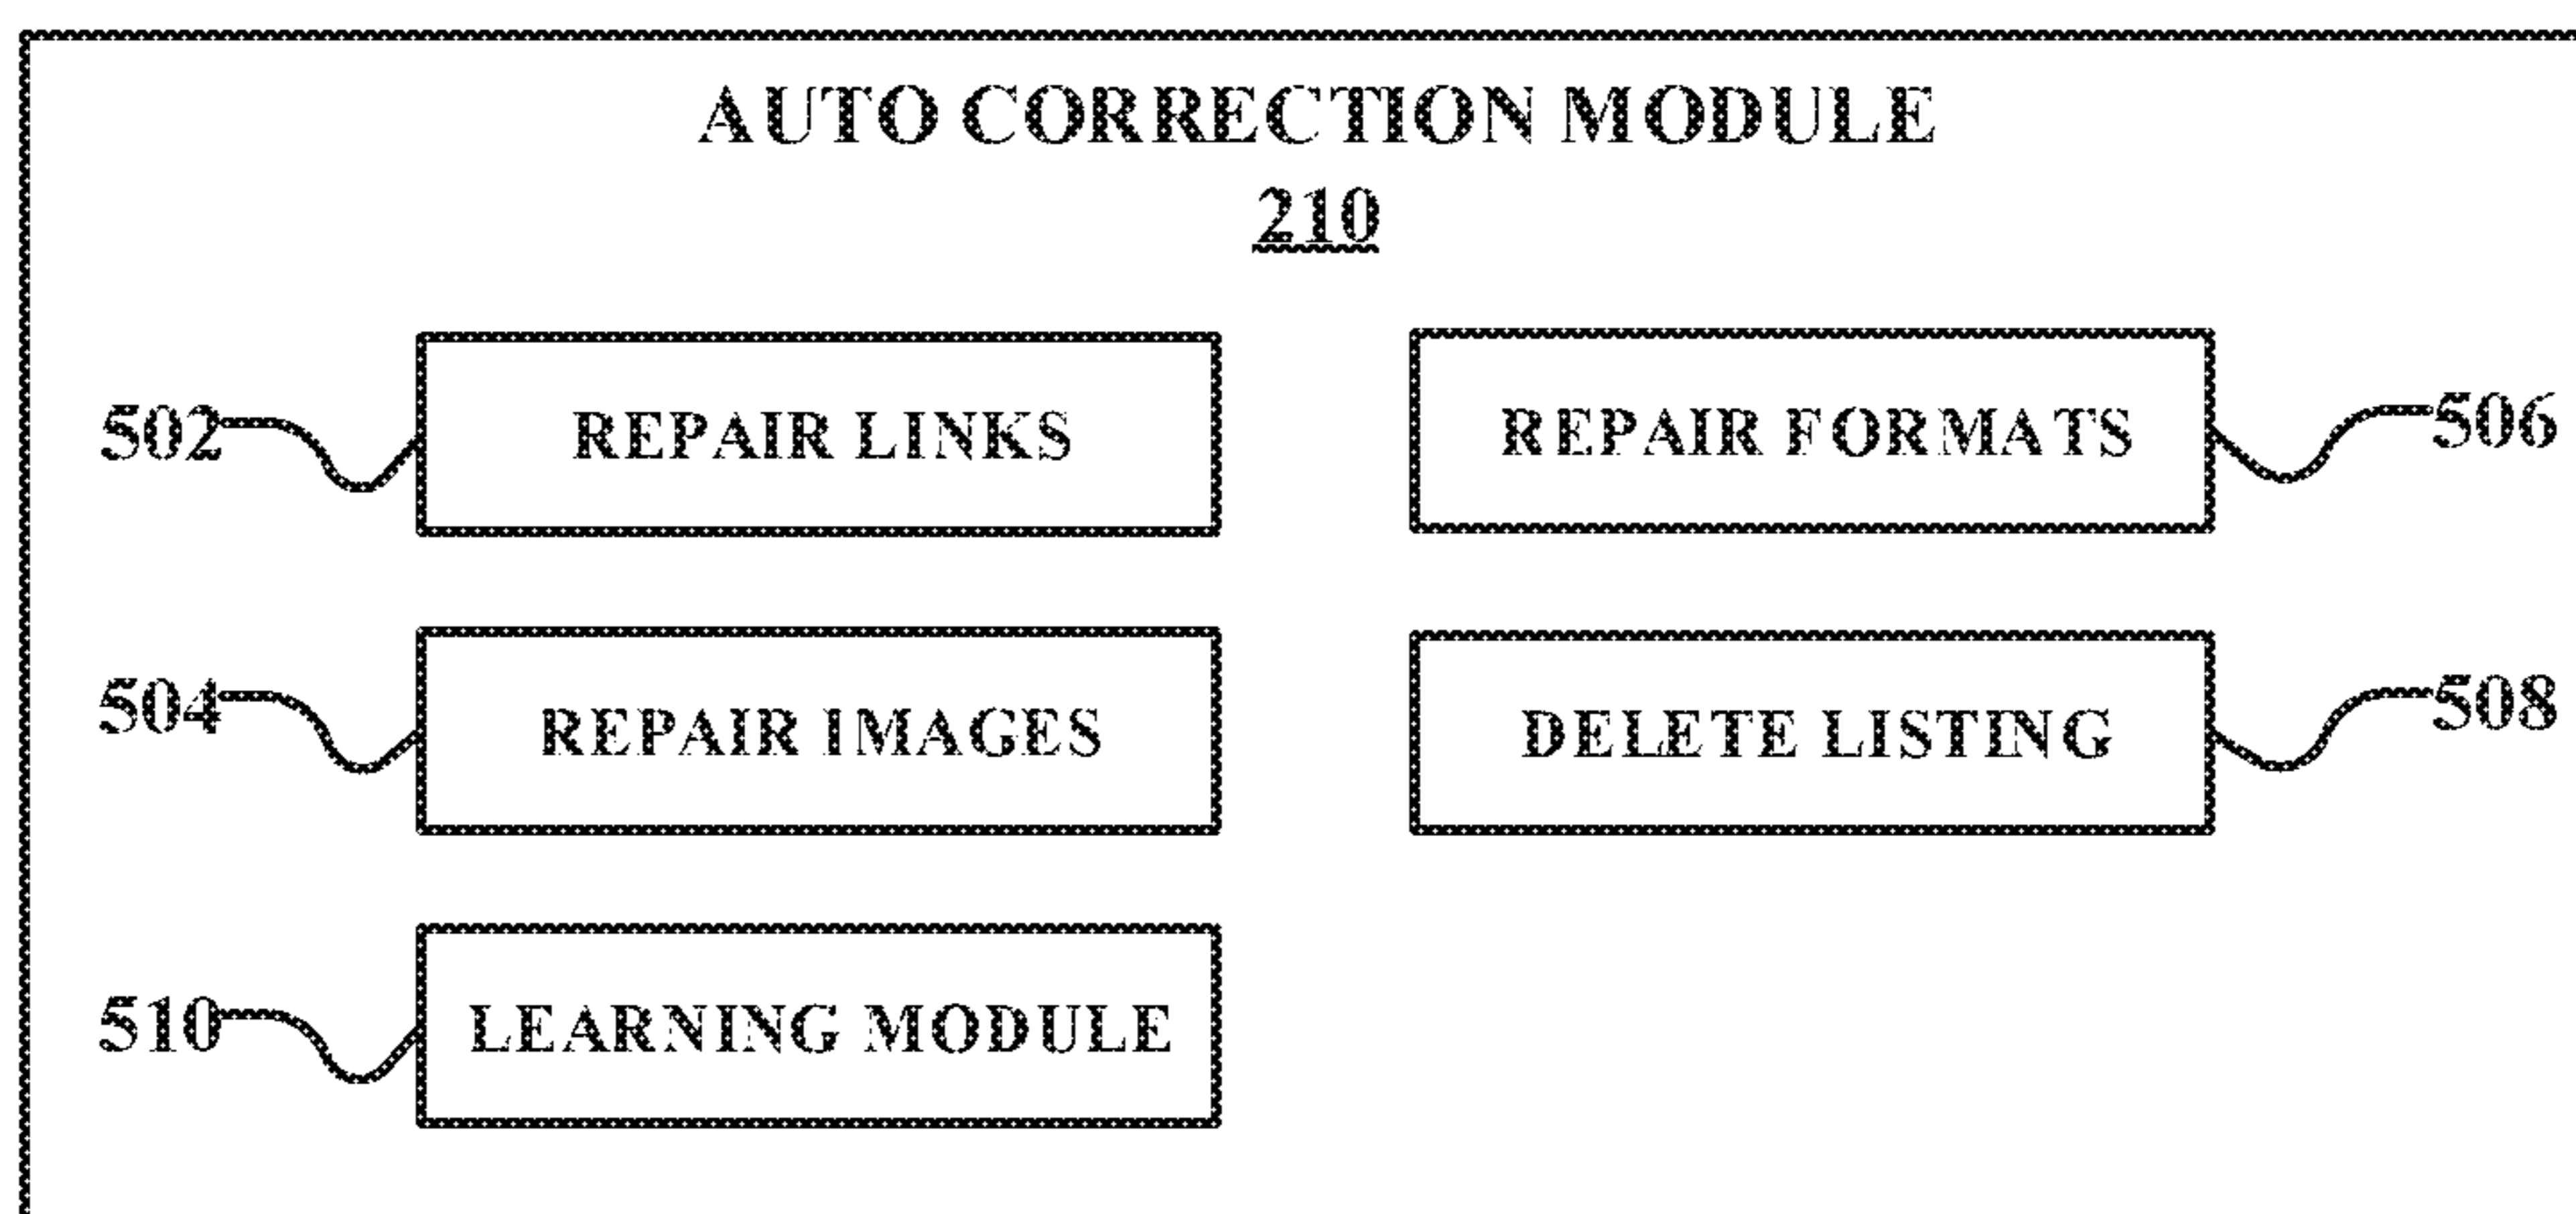 AUTO CORRECTION MODULE
210
502
REPAIR LINKS
REPAIR FORMATS
506
504
REPAIR IMAGES
DELETE LISTING
508
510
LEARNING MODULE